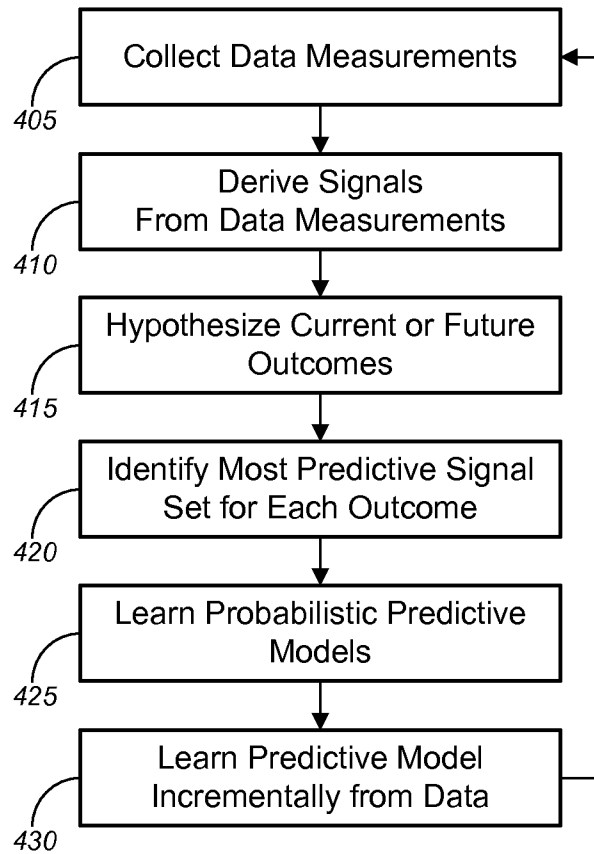 Collect Data Measurements
405
Derive Signals
From Data Measurements
410
Hypothesize Current or Future
Outcomes
415
Identify Most Predictive Signal
Set for Each Outcome
420
Learn Probabilistic Predictive
Models
425
Learn Predictive Model
Incrementally from Data
430